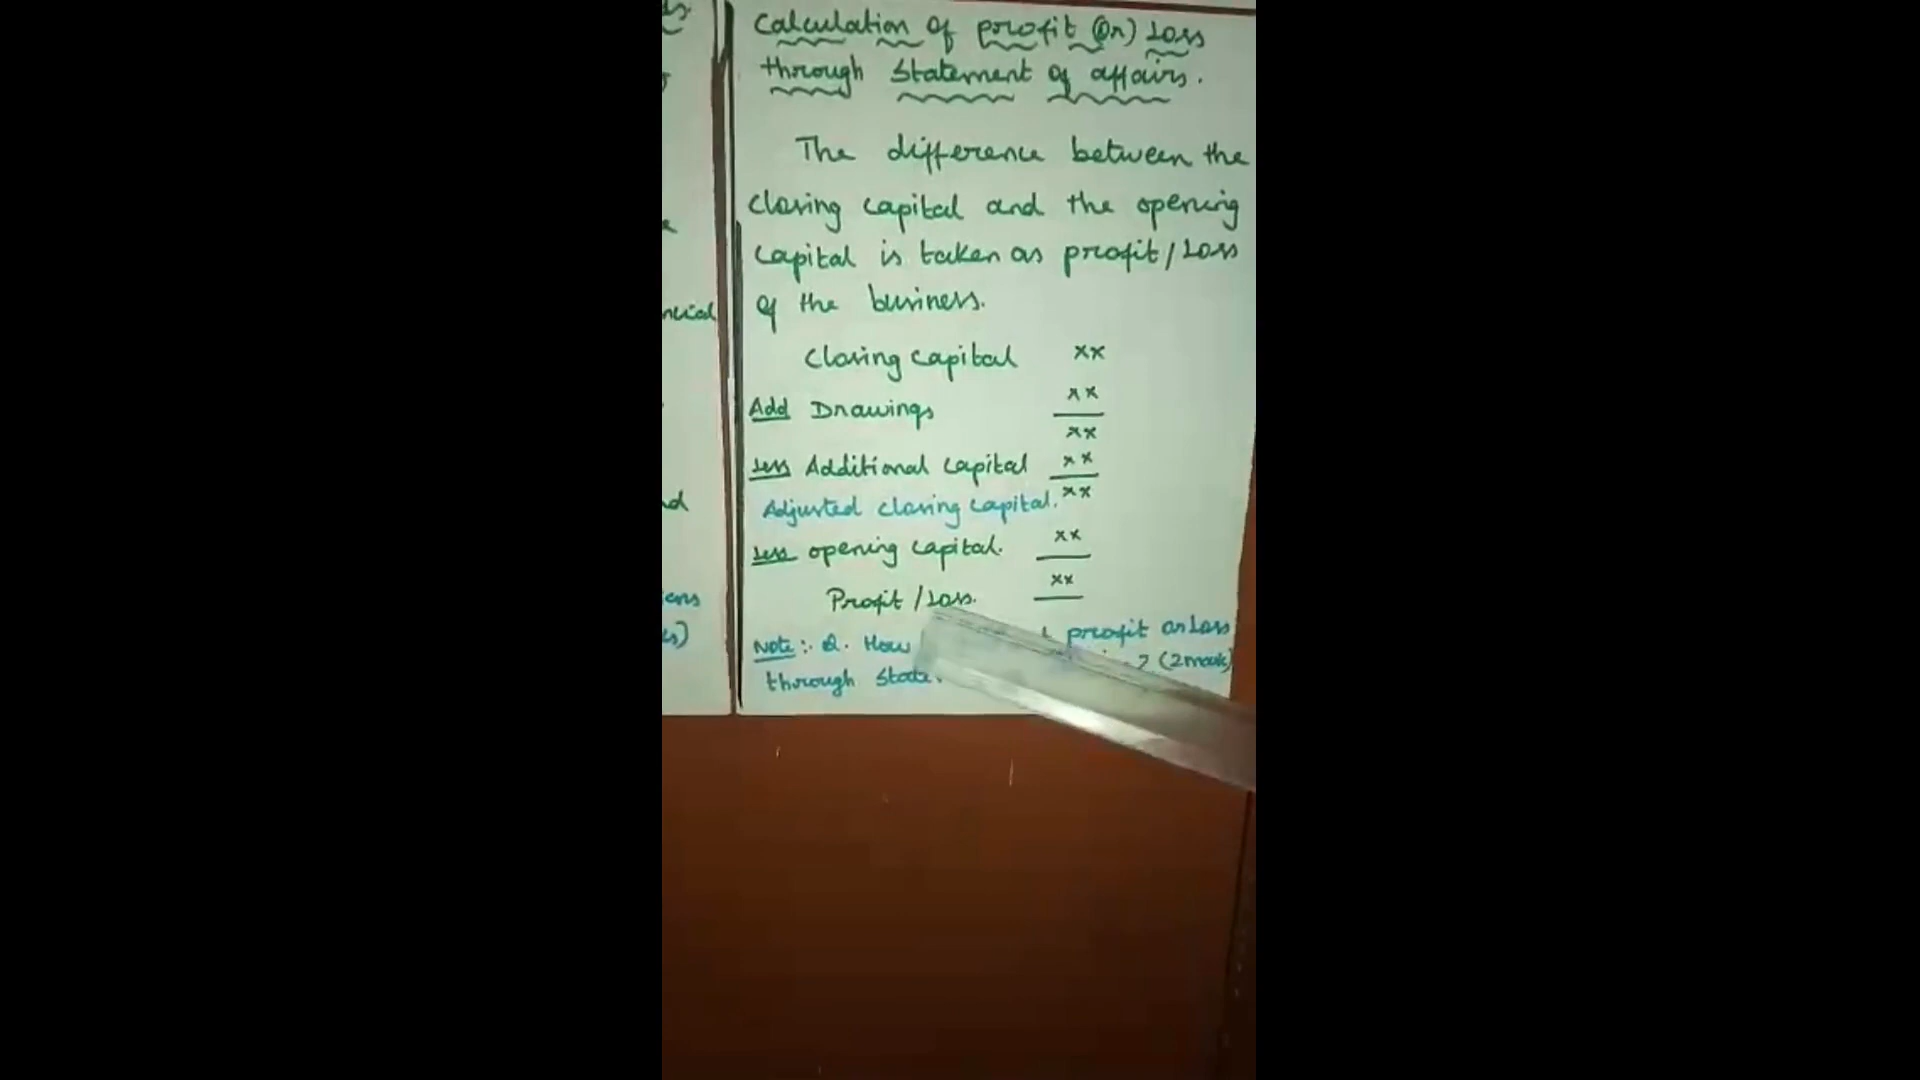 Calculation of profit (or) Loss
through statement of affairs.
The difference between the
closing capital and the opening
capital is taken as profit/Loss
of the business.
closing capital xx
Add Drawings xx
xx
Less Additional capital xx
Adjusted closing capital. xx
Less opening capital. xx
Profit/Loss. xx
Note:- Q. How profit or Loss
through ? (2mark)